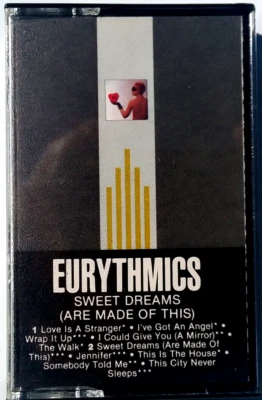 EURYTHMICS
SWEET DREAMS
(ARE MADE OF THIS)
1 Love Is A Stranger* • I've Got An Angel* •
Wrap It Up*** • I Could Give You (A Mirror)** •
The Walk* 2 Sweet Dreams (Are Made Of
This)*** • Jennifer*** • This Is The House* •
Somebody Told Me** • This City Never
Sleeps***